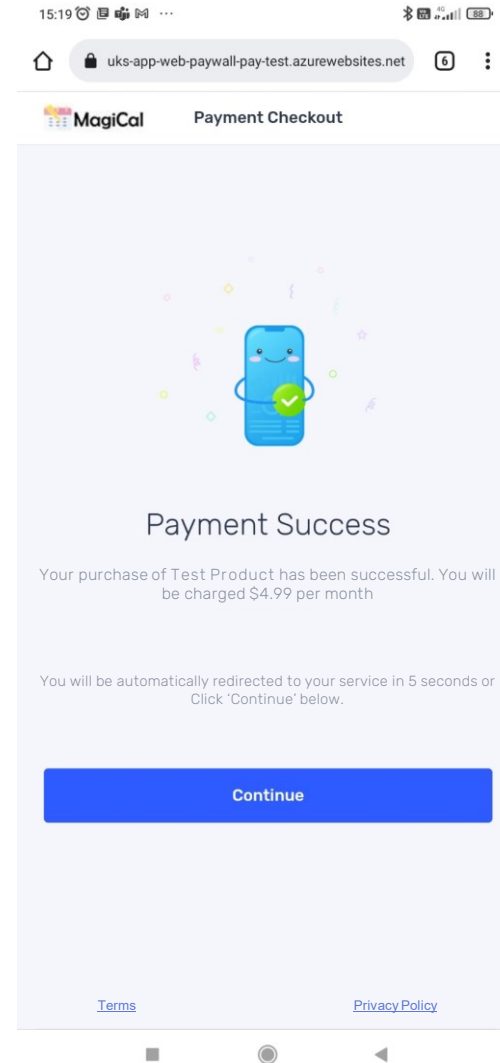 15:19
4G
88
uks-app-web-paywall-pay-test.azurewebsites.net
6
MagiCal
Payment Checkout
Payment Success
Your purchase of Test Product has been successful. You will
be charged $4.99 per month
You will be automatically redirected to your service in 5 seconds or
Click ‘Continue’ below.
Continue
Terms
Privacy Policy